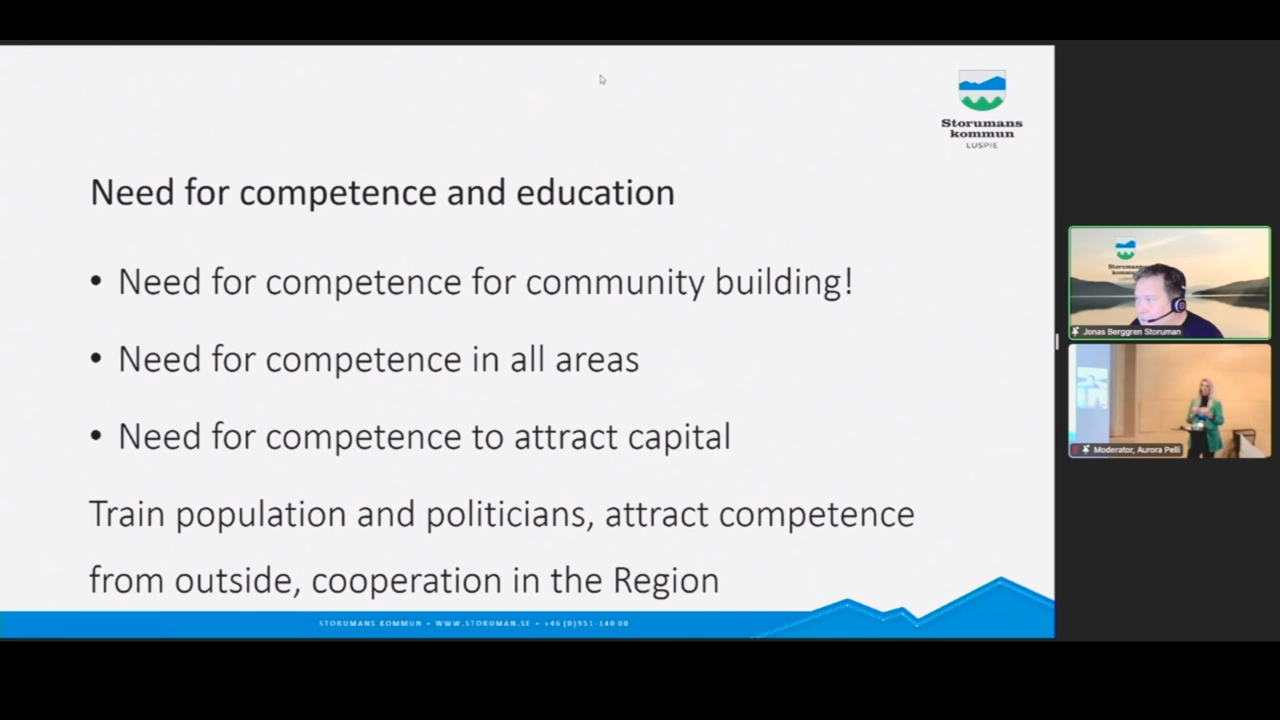 Storumans
kommun
LUSPIE
Need for competence and education
• Need for competence for community building!
• Need for competence in all areas
• Need for competence to attract capital
Train population and politicians, attract competence
from outside, cooperation in the Region
STORUMANS KOMMUN • WWW.STORUMAN.SE • +46(0)951-140 00
Storumans
Jonas Berggren Storuman
Moderator, Aurora Pelli